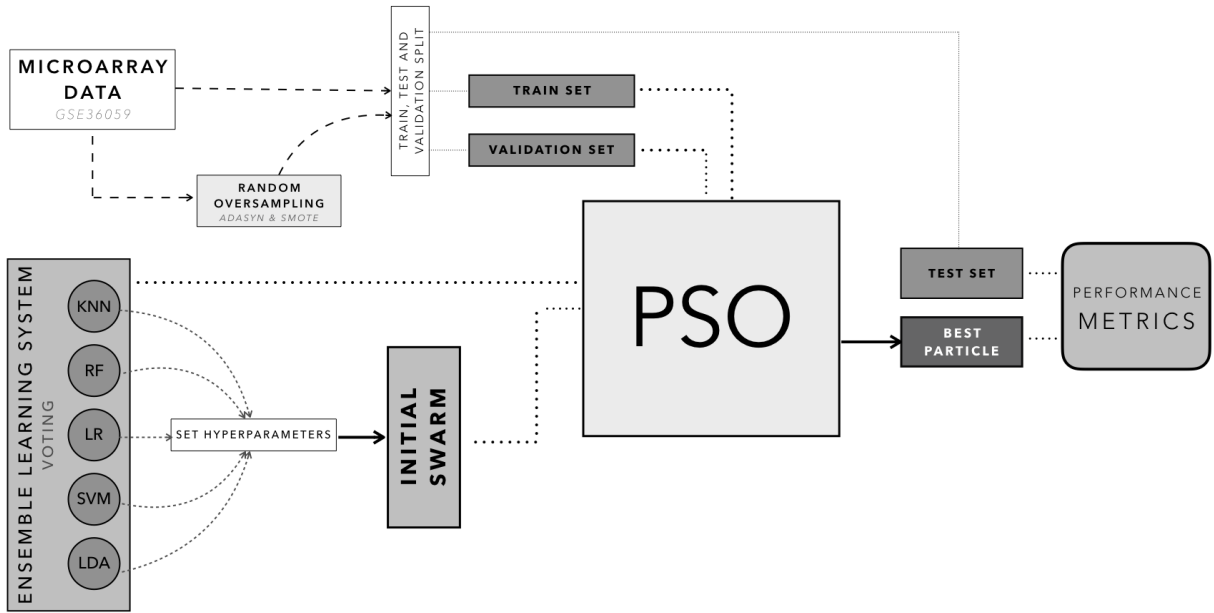 MICROARRAY
DATA
GSE36059
RANDOM
OVERSAMPLING
ADASYN & SMOTE
TRAIN, TEST AND
VALIDATION SPLIT
TRAIN SET
VALIDATION SET
ENSEMBLE LEARNING SYSTEM
VOTING
KNN
RF
LR
SVM
LDA
SET HYPERPARAMETERS
INITIAL
SWARM
PSO
TEST SET
BEST
PARTICLE
PERFORMANCE
METRICS